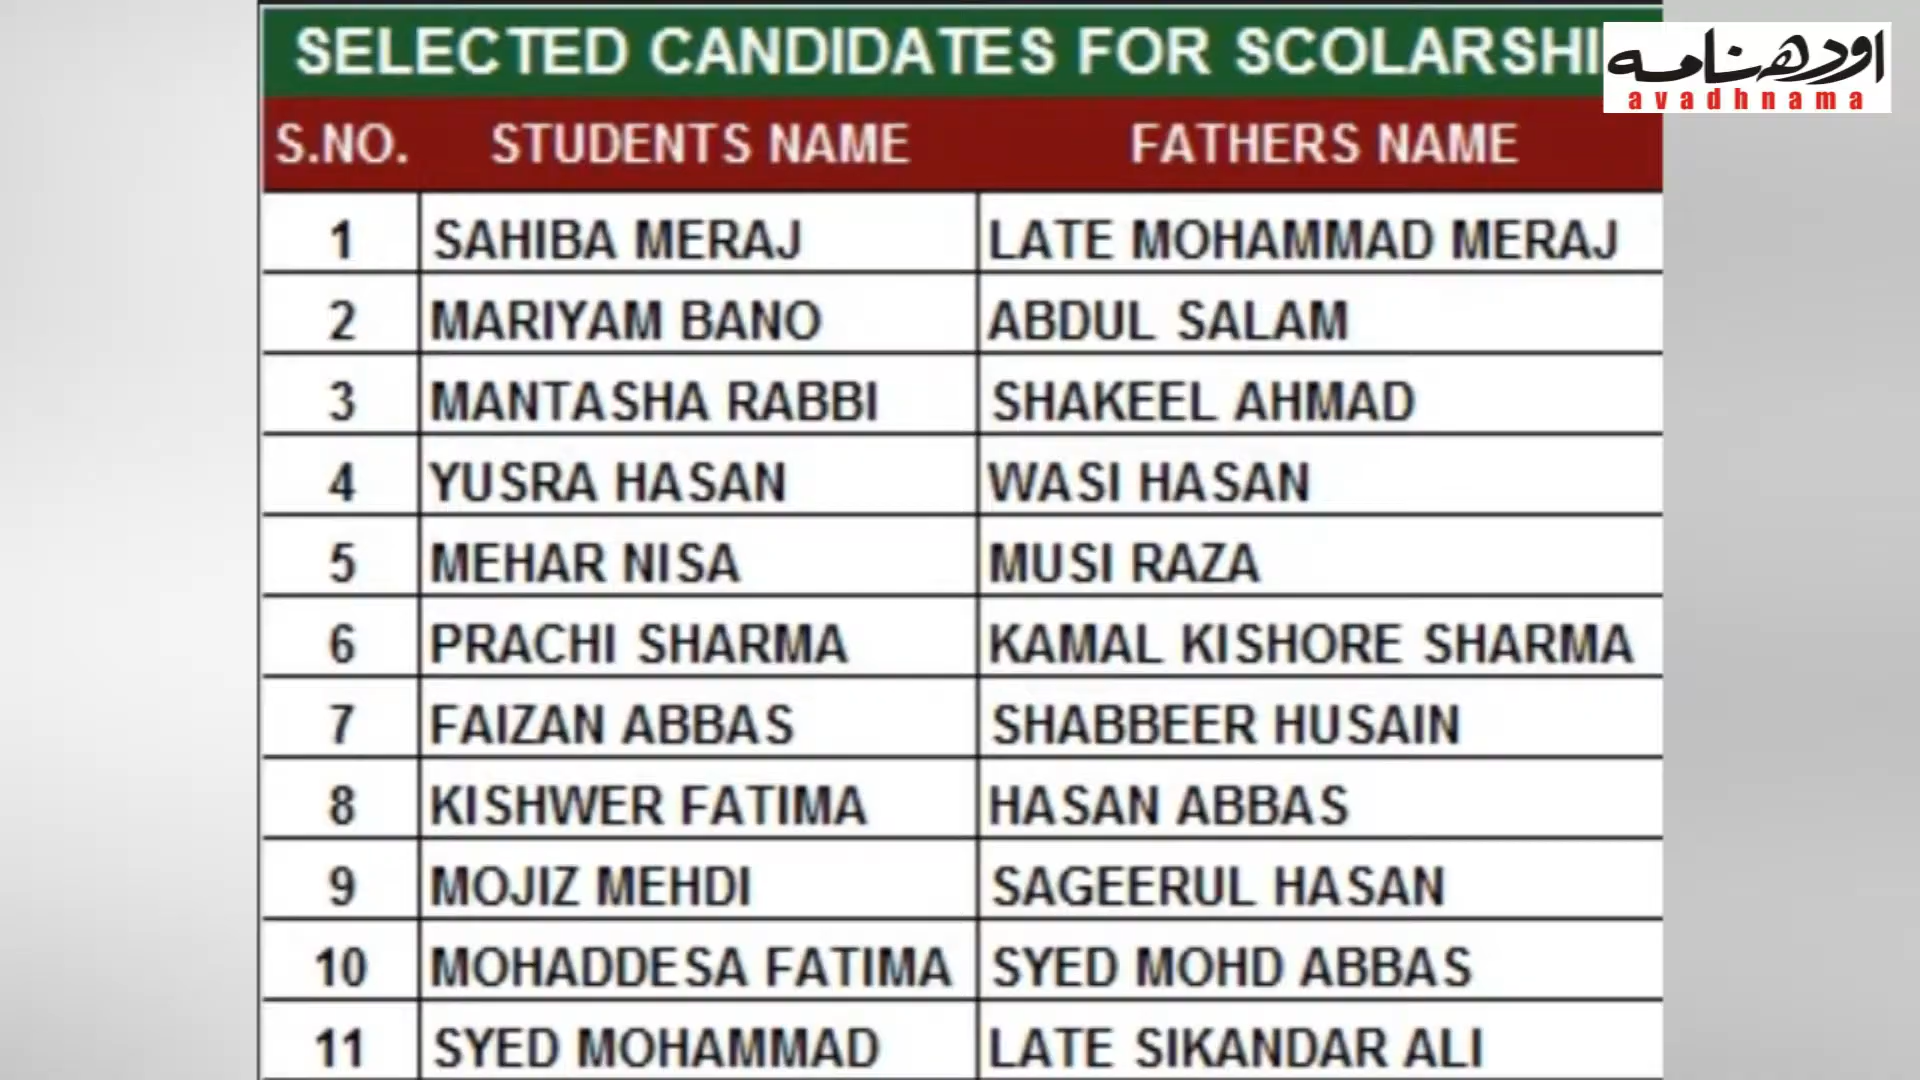 SELECTED CANDIDATES FOR SCOLARSHI
اودھ نامہ
avadhnama
S.NO. STUDENTS NAME FATHERS NAME
1 SAHIBA MERAJ LATE MOHAMMAD MERAJ
2 MARIYAM BANO ABDUL SALAM
3 MANTASHA RABBI SHAKEEL AHMAD
4 YUSRA HASAN WASI HASAN
5 MEHAR NISA MUSI RAZA
6 PRACHI SHARMA KAMAL KISHORE SHARMA
7 FAIZAN ABBAS SHABBEER HUSAIN
8 KISHWER FATIMA HASAN ABBAS
9 MOJIZ MEHDI SAGEERUL HASAN
10 MOHADDESA FATIMA SYED MOHD ABBAS
11 SYED MOHAMMAD LATE SIKANDAR ALI